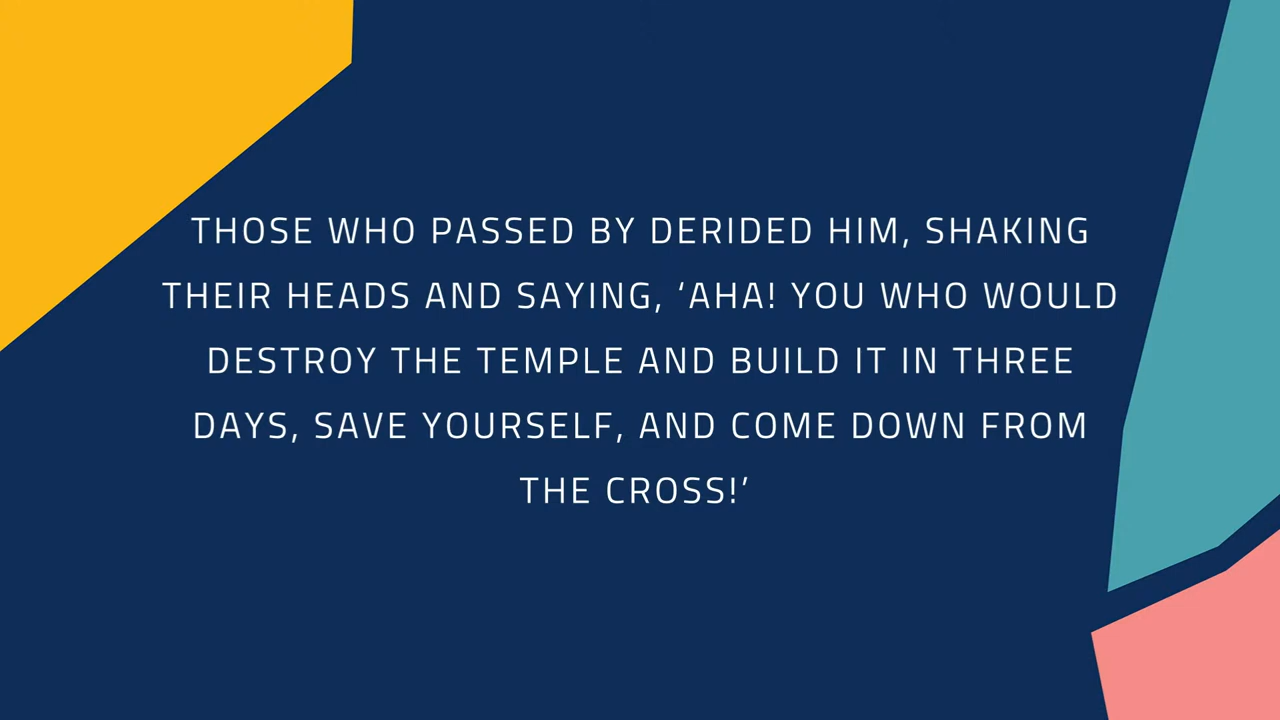 THOSE WHO PASSED BY DERIDED HIM, SHAKING
THEIR HEADS AND SAYING, ‘AHA! YOU WHO WOULD
DESTROY THE TEMPLE AND BUILD IT IN THREE
DAYS, SAVE YOURSELF, AND COME DOWN FROM
THE CROSS!’